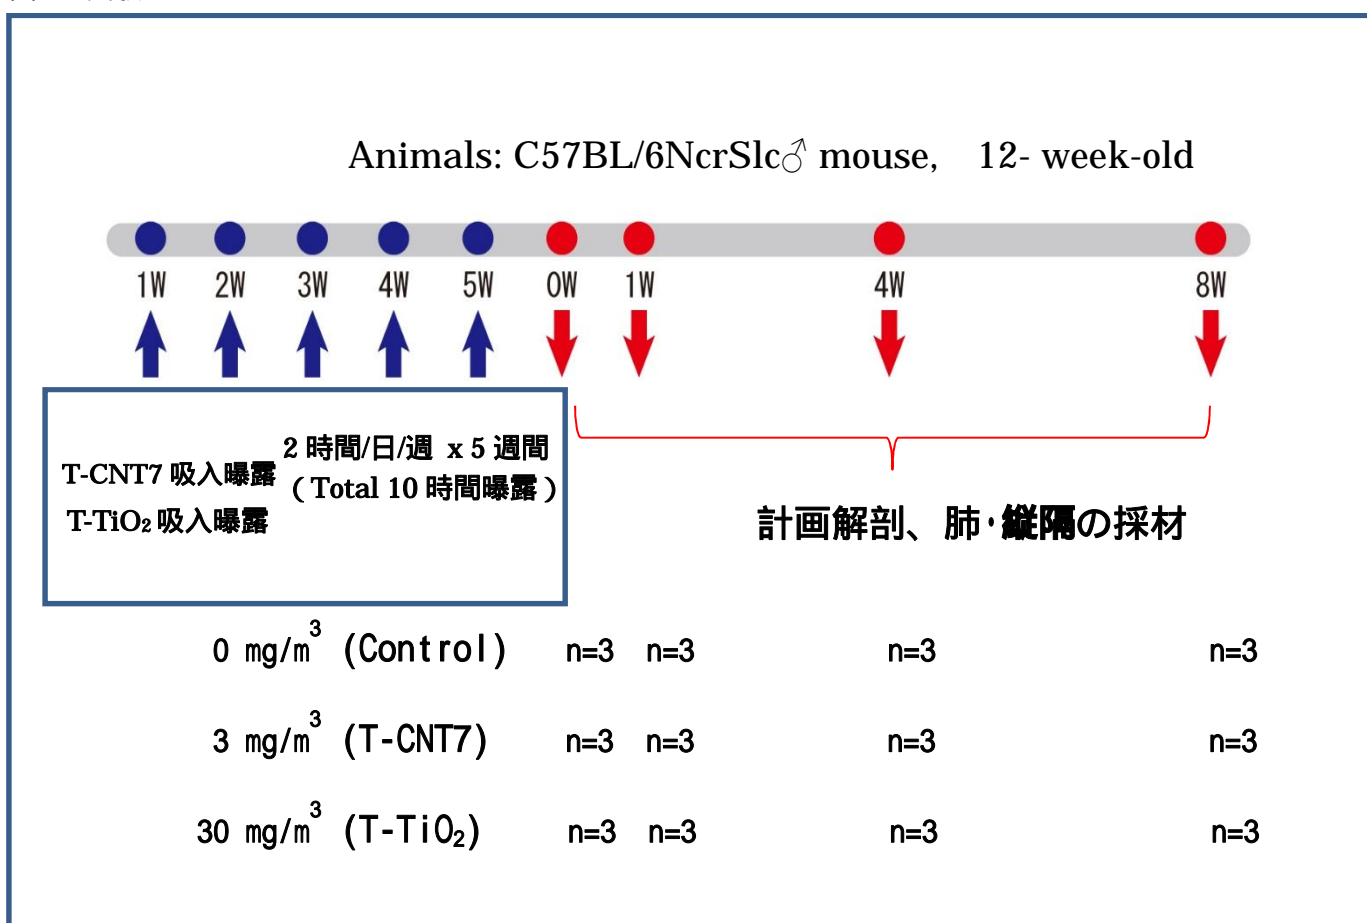 Animals: C57BL/6NcrSlc♂ mouse, 12- week-old
1W 2W 3W 4W 5W 0W 1W 4W 8W
2 時間/日/週 x 5 週間
T-CNT7 吸入曝露
(Total 10 時間曝露)
T-TiO₂ 吸入曝露
計画解剖、肺・縦隔の採材
0 mg/m³ (Control) n=3 n=3 n=3 n=3
3 mg/m³ (T-CNT7) n=3 n=3 n=3 n=3
30 mg/m³ (T-TiO₂) n=3 n=3 n=3 n=3